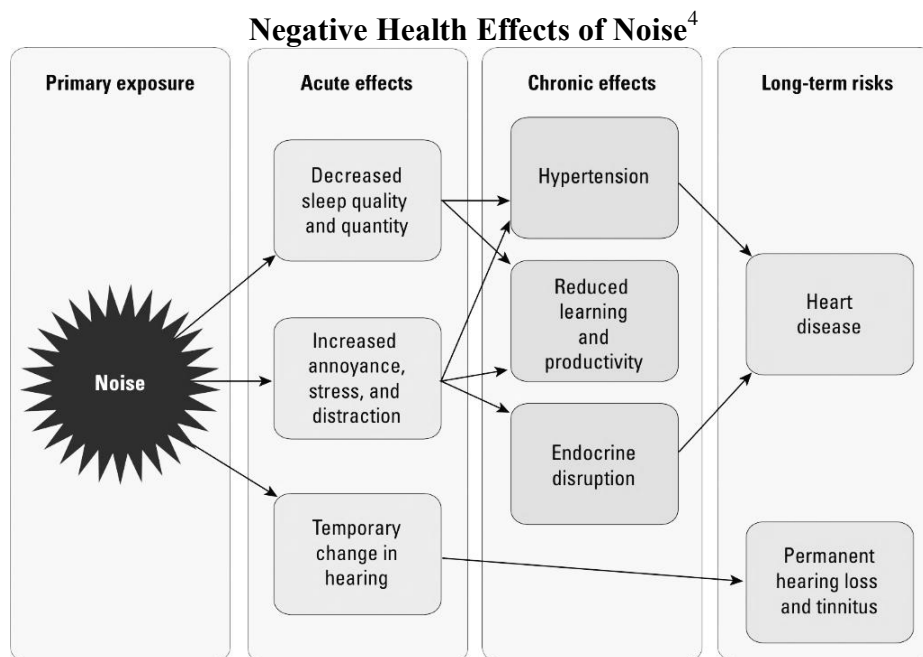 Negative Health Effects of Noise⁴
Primary exposure
Acute effects
Chronic effects
Long-term risks
Noise
Decreased
sleep quality
and quantity
Increased
annoyance,
stress, and
distraction
Temporary
change in
hearing
Hypertension
Reduced
learning
and
productivity
Endocrine
disruption
Heart
disease
Permanent
hearing loss
and tinnitus